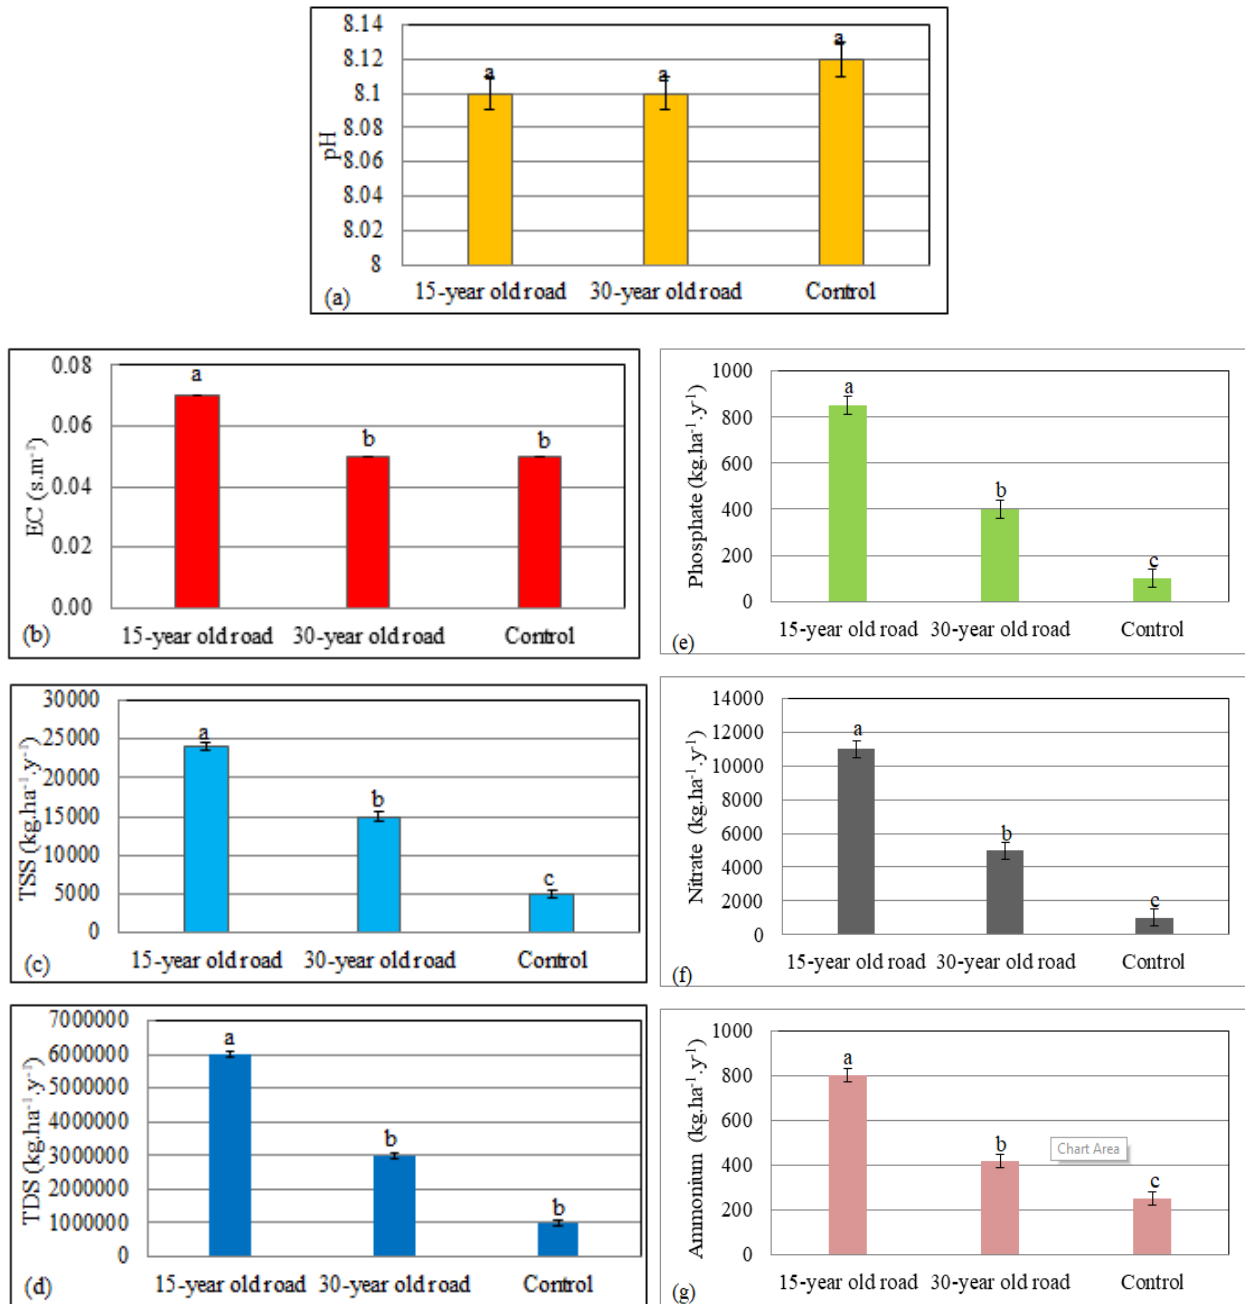 8.14
8.12
8.1
8.08
8.06
8.04
8.02
8
pH
a
a
a
15-year old road
30-year old road
Control
(a)
0.08
0.06
0.04
0.02
0.00
EC (s.m⁻¹)
a
b
b
15-year old road
30-year old road
Control
(b)
1000
800
600
400
200
0
Phosphate (kg.ha⁻¹.y⁻¹)
a
b
c
15-year old road
30-year old road
Control
(e)
30000
25000
20000
15000
10000
5000
0
TSS (kg.ha⁻¹.y⁻¹)
a
b
c
15-year old road
30-year old road
Control
(c)
14000
12000
10000
8000
6000
4000
2000
0
Nitrate (kg.ha⁻¹.y⁻¹)
a
b
c
15-year old road
30-year old road
Control
(f)
7000000
6000000
5000000
4000000
3000000
2000000
1000000
0
TDS (kg.ha⁻¹.y⁻¹)
a
b
b
15-year old road
30-year old road
Control
(d)
1000
800
600
400
200
0
Ammonium (kg.ha⁻¹.y⁻¹)
a
b
c
Chart Area
15-year old road
30-year old road
Control
(g)